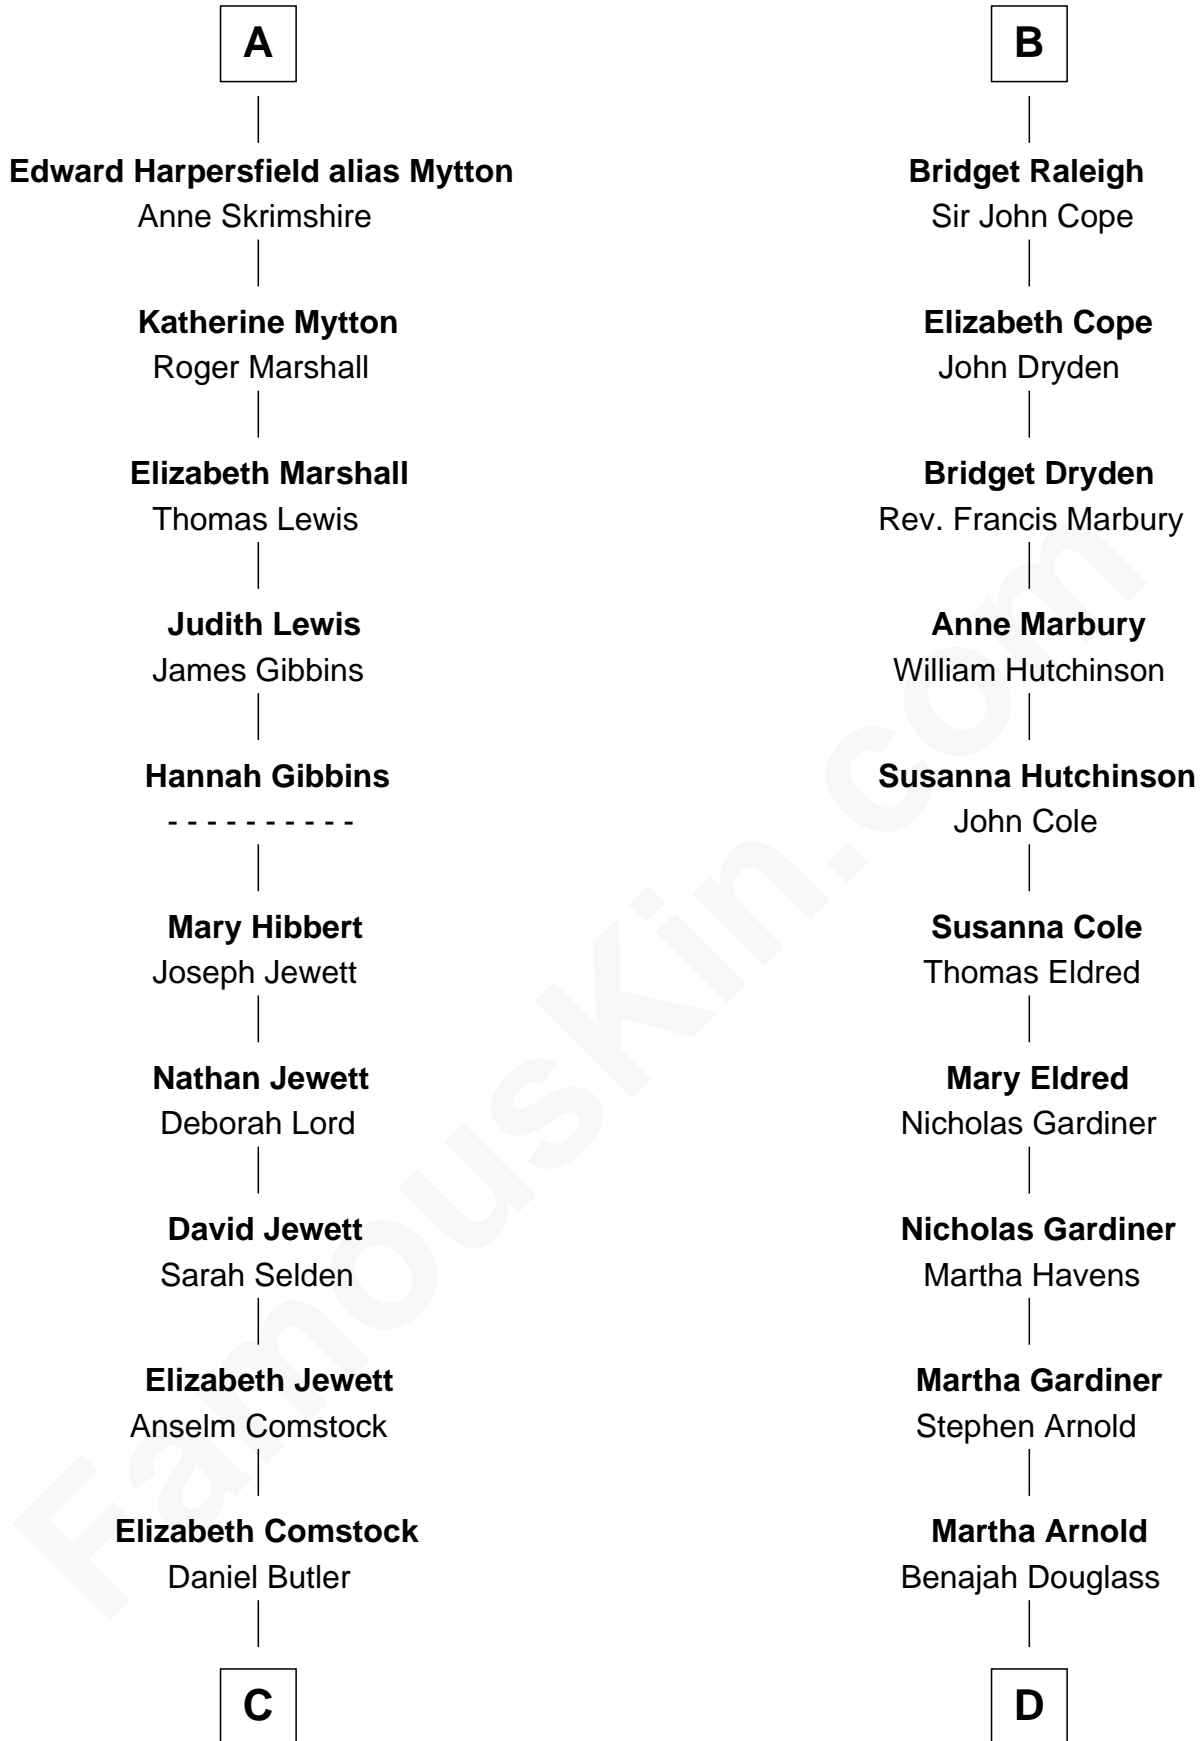 A
Edward Harpersfield alias Mytton
Anne Skrimshire
Katherine Mytton
Roger Marshall
Elizabeth Marshall
Thomas Lewis
Judith Lewis
James Gibbins
Hannah Gibbins
- - - - - - - - - -
Mary Hibbert
Joseph Jewett
Nathan Jewett
Deborah Lord
David Jewett
Sarah Selden
Elizabeth Jewett
Anselm Comstock
Elizabeth Comstock
Daniel Butler
C
B
Bridget Raleigh
Sir John Cope
Elizabeth Cope
John Dryden
Bridget Dryden
Rev. Francis Marbury
Anne Marbury
William Hutchinson
Susanna Hutchinson
John Cole
Susanna Cole
Thomas Eldred
Mary Eldred
Nicholas Gardiner
Nicholas Gardiner
Martha Havens
Martha Gardiner
Stephen Arnold
Martha Arnold
Benajah Douglass
D
FamousKin.com